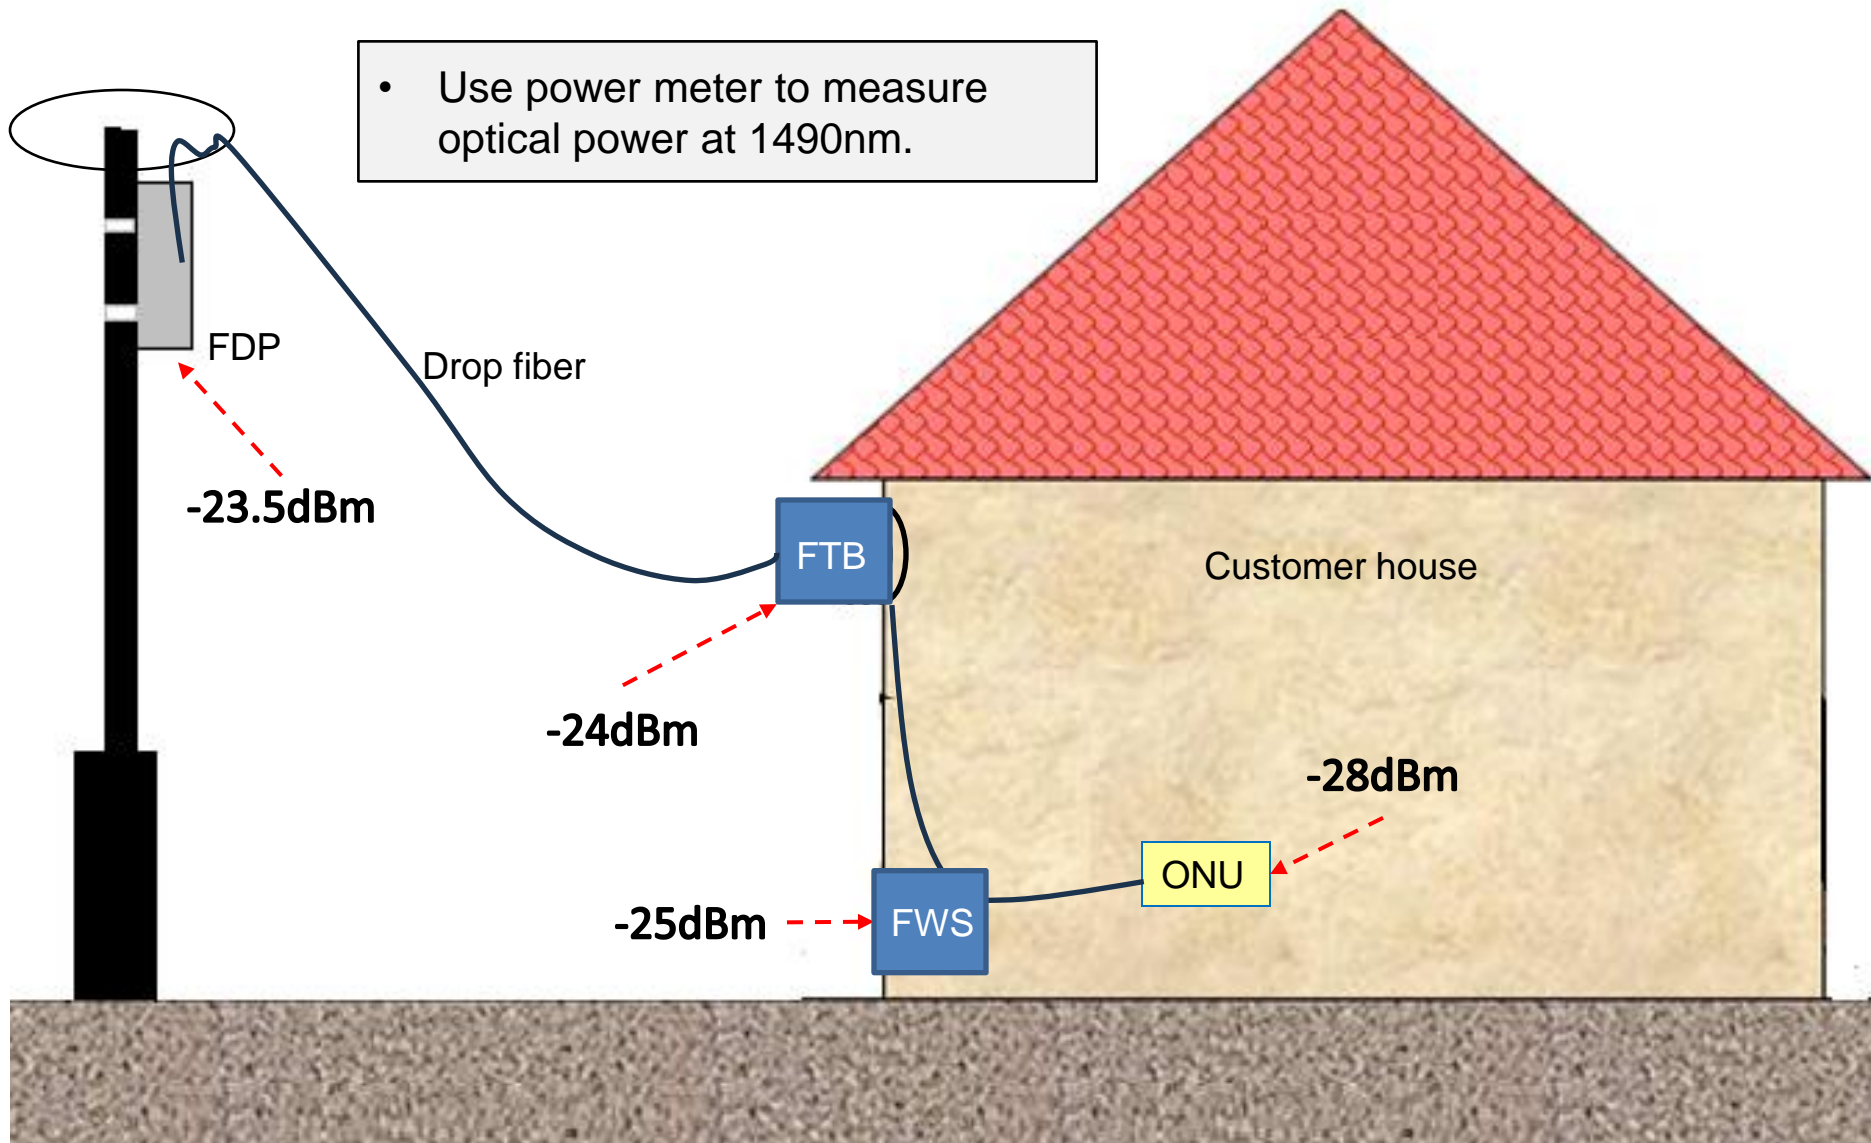 • Use power meter to measure
optical power at 1490nm.
FDP
Drop fiber
-23.5dBm
FTB
Customer house
-24dBm
-28dBm
ONU
-25dBm
FWS